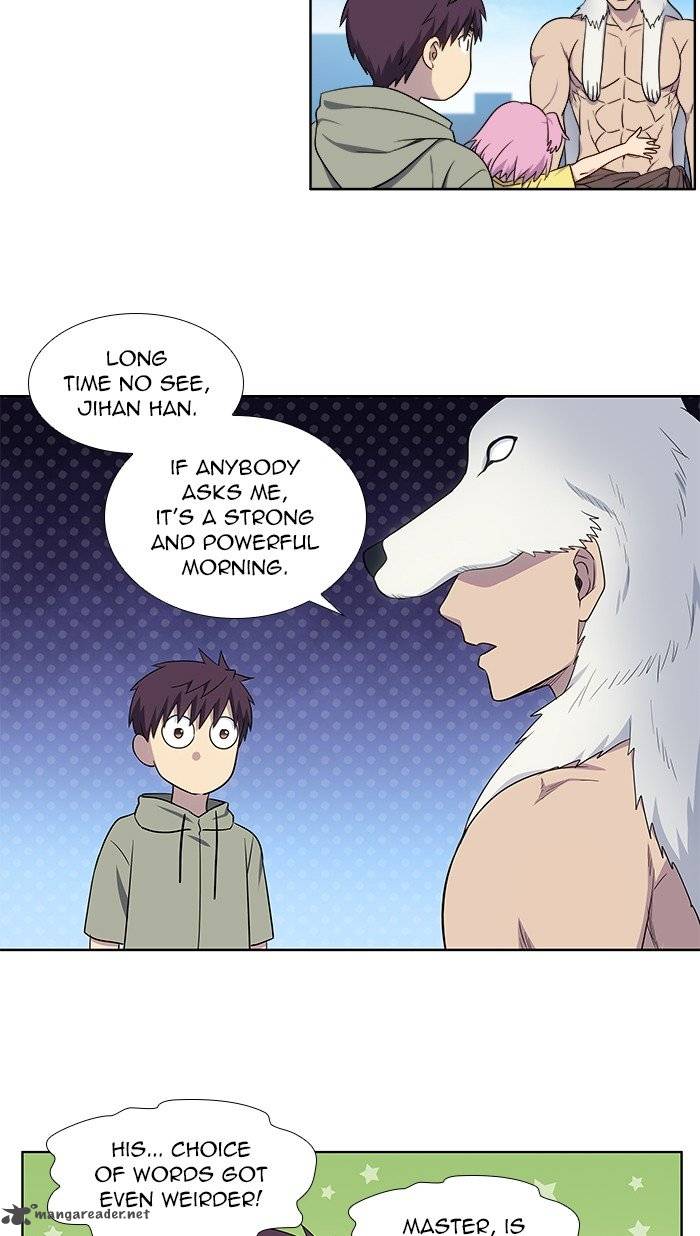 LONG
TIME NO SEE,
JIHAN HAN.
IF ANYBODY
ASKS ME,
IT'S A STRONG
AND POWERFUL
MORNING.
HIS... CHOICE
OF WORDS GOT
EVEN WEIRDER!
MASTER, IS
mangareader.net